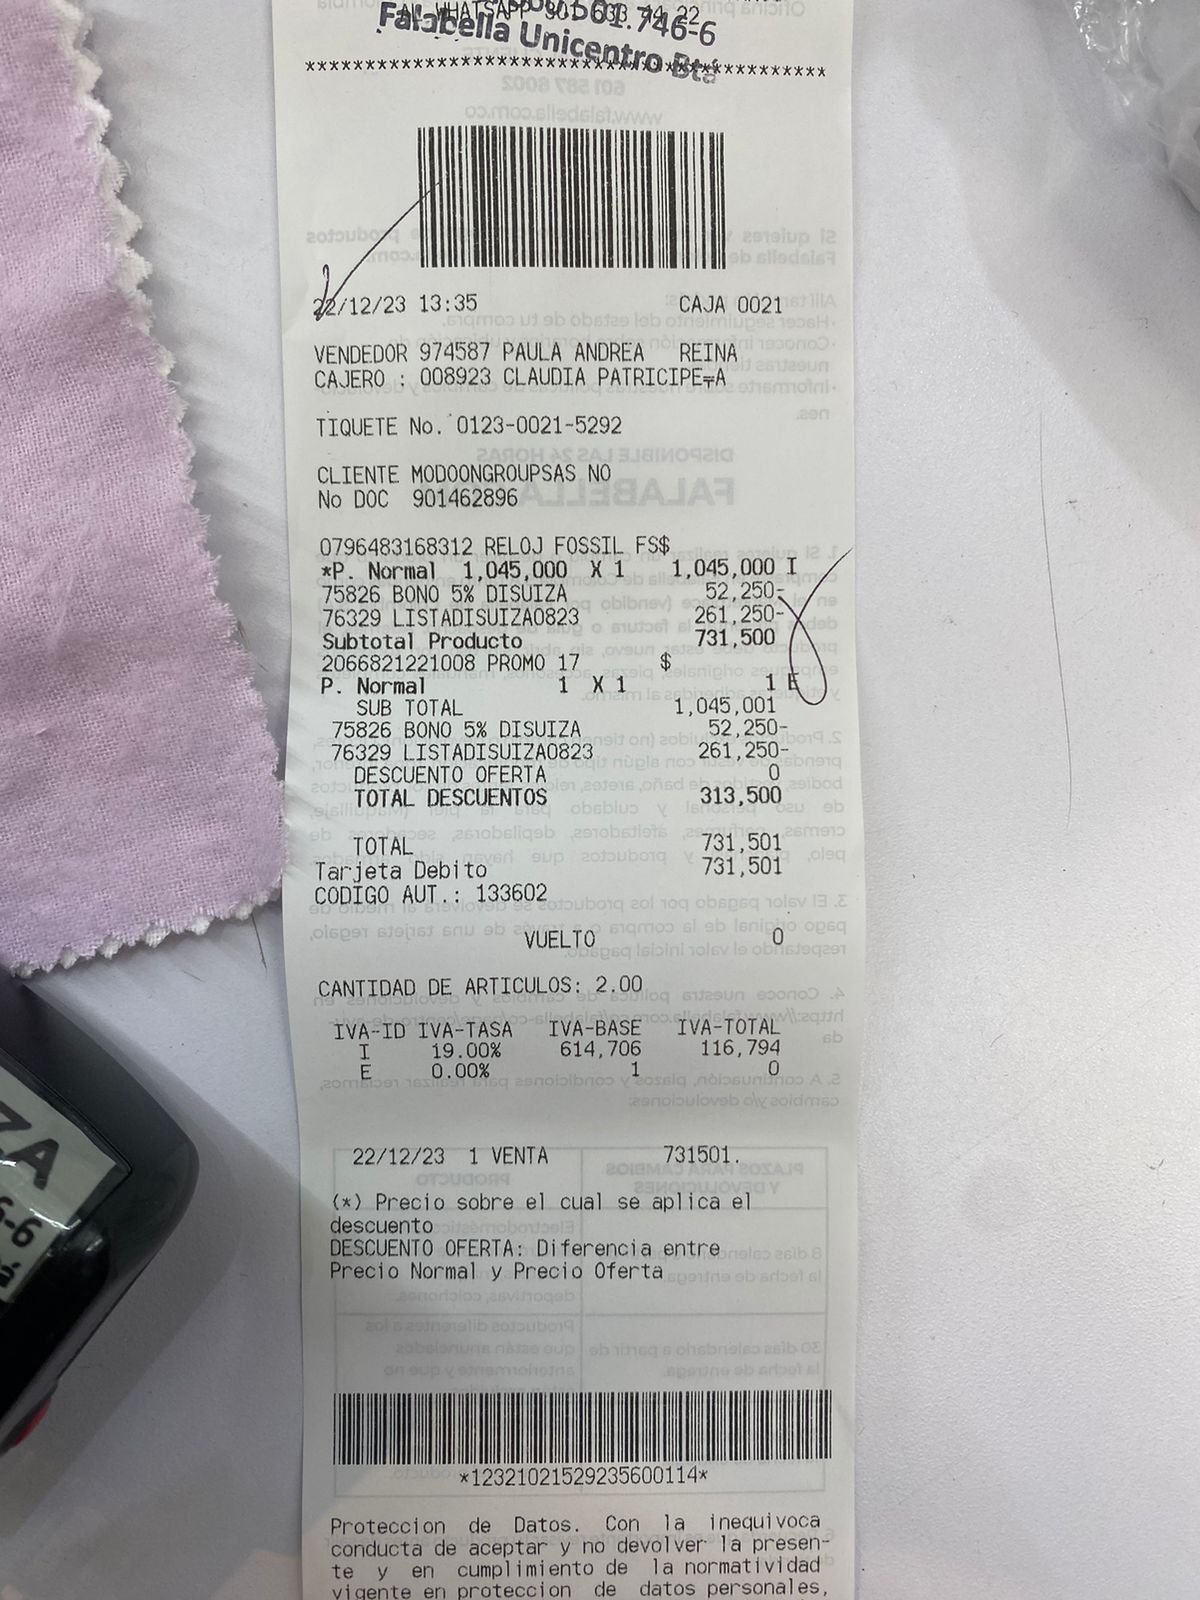 WHATSAPP
61.746-6
Falabella Unicentro Btá
22/12/23 13:35 CAJA 0021
VENDEDOR 974587 PAULA ANDREA REINA
CAJERO : 008923 CLAUDIA
TIQUETE No. 0123-0021-5292
CLIENTE MODOONGROUPSAS NO
No DOC 901462896
0796483168312 RELOJ FOSSIL FS$
*P. Normal 1,045,000 X 1 1,045,000 I
75826 BONO 5% DISUIZA 52,250-
76329 LISTADISUIZA0823 261,250-
Subtotal Producto 731,500
2066821221008 PROMO 17 $
P. Normal 1 X 1 1 E
SUB TOTAL 1,045,001
75826 BONO 5% DISUIZA 52,250-
76329 LISTADISUIZA0823 261,250-
DESCUENTO OFERTA 0
TOTAL DESCUENTOS 313,500
TOTAL 731,501
Tarjeta Debito 731,501
CODIGO AUT.: 133602
VUELTO 0
CANTIDAD DE ARTICULOS: 2.00
IVA-ID IVA-TASA IVA-BASE IVA-TOTAL
I 19.00% 614,706 116,794
E 0.00% 1 0
22/12/23 1 VENTA 731501.
(*) Precio sobre el cual se aplica el
descuento
DESCUENTO OFERTA: Diferencia entre
Precio Normal y Precio Oferta
*12321021529235600114*
Proteccion de Datos. Con la inequivoca
conducta de aceptar y no devolver la presen-
te y en cumplimiento de la normatividad
vigente en proteccion de datos personales,